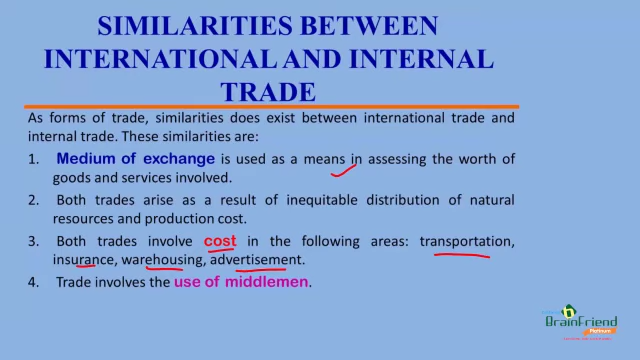 SIMILARITIES BETWEEN
INTERNATIONAL AND INTERNAL
TRADE
As forms of trade, similarities does exist between international trade and
internal trade. These similarities are:
1. Medium of exchange is used as a means in assessing the worth of
goods and services involved.
2. Both trades arise as a result of inequitable distribution of natural
resources and production cost.
3. Both trades involve cost in the following areas: transportation,
insurance, warehousing, advertisement.
4. Trade involves the use of middlemen.
BrainFriend
Platinum